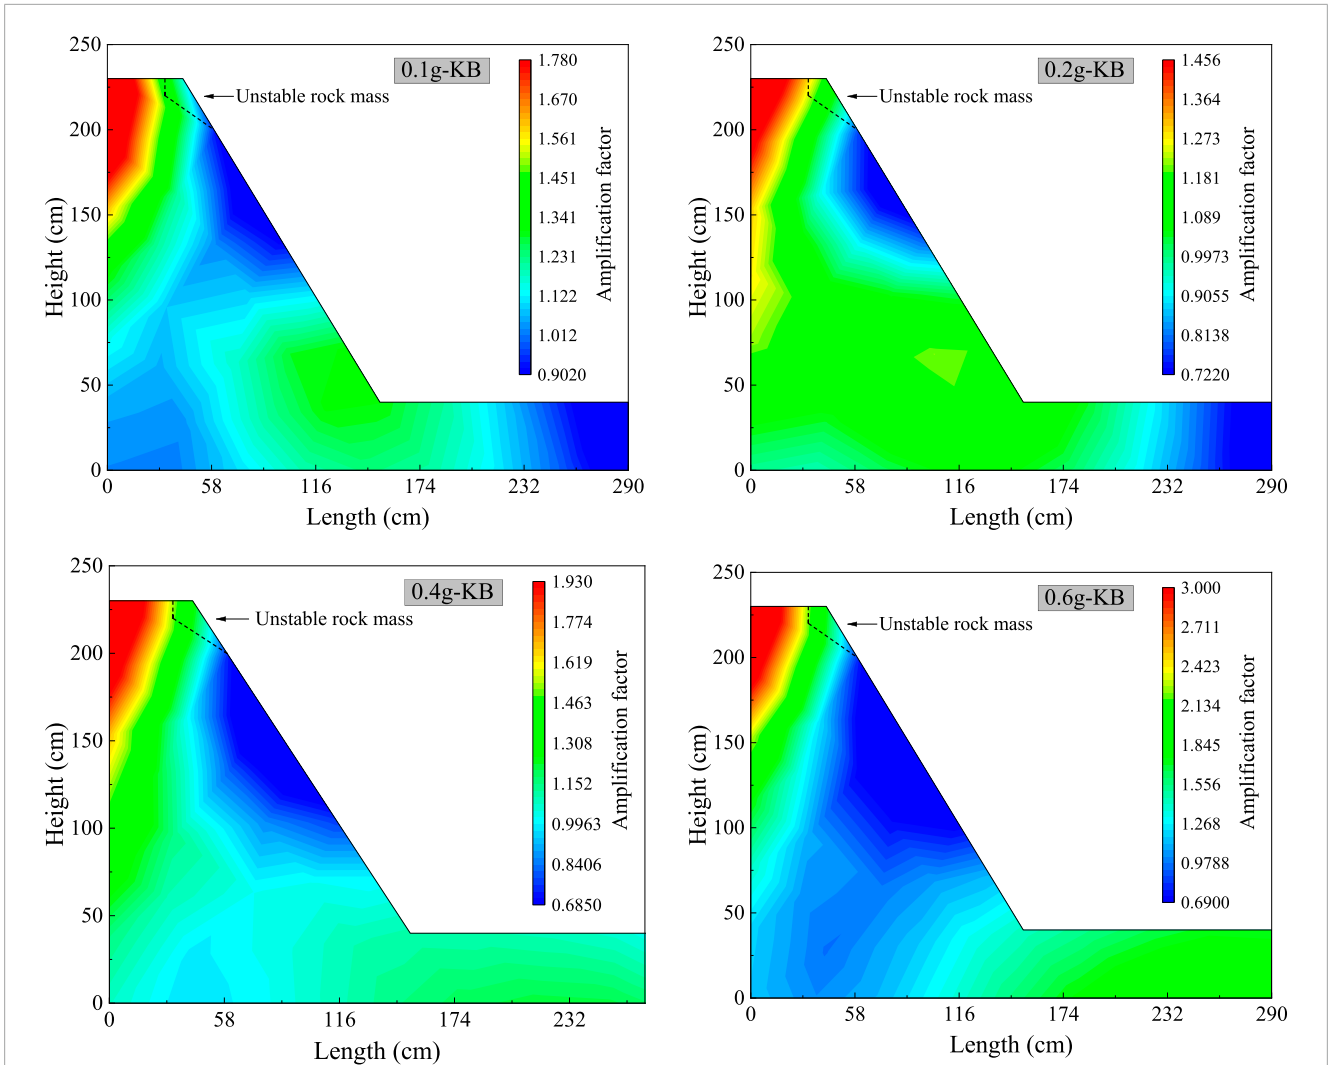 0.1g-KB
Unstable rock mass
250
200
150
100
50
0
Height (cm)
0 58 116 174 232 290
Length (cm)
1.780
1.670
1.561
1.451
1.341
1.231
1.122
1.012
0.9020
Amplification factor
0.2g-KB
Unstable rock mass
250
200
150
100
50
0
Height (cm)
0 58 116 174 232 290
Length (cm)
1.456
1.364
1.273
1.181
1.089
0.9973
0.9055
0.8138
0.7220
Amplification factor
0.4g-KB
Unstable rock mass
250
200
150
100
50
0
Height (cm)
0 58 116 174 232
Length (cm)
1.930
1.774
1.619
1.463
1.308
1.152
0.9963
0.8406
0.6850
Amplification factor
0.6g-KB
Unstable rock mass
250
200
150
100
50
0
Height (cm)
0 58 116 174 232 290
Length (cm)
3.000
2.711
2.423
2.134
1.845
1.556
1.268
0.9788
0.6900
Amplification factor